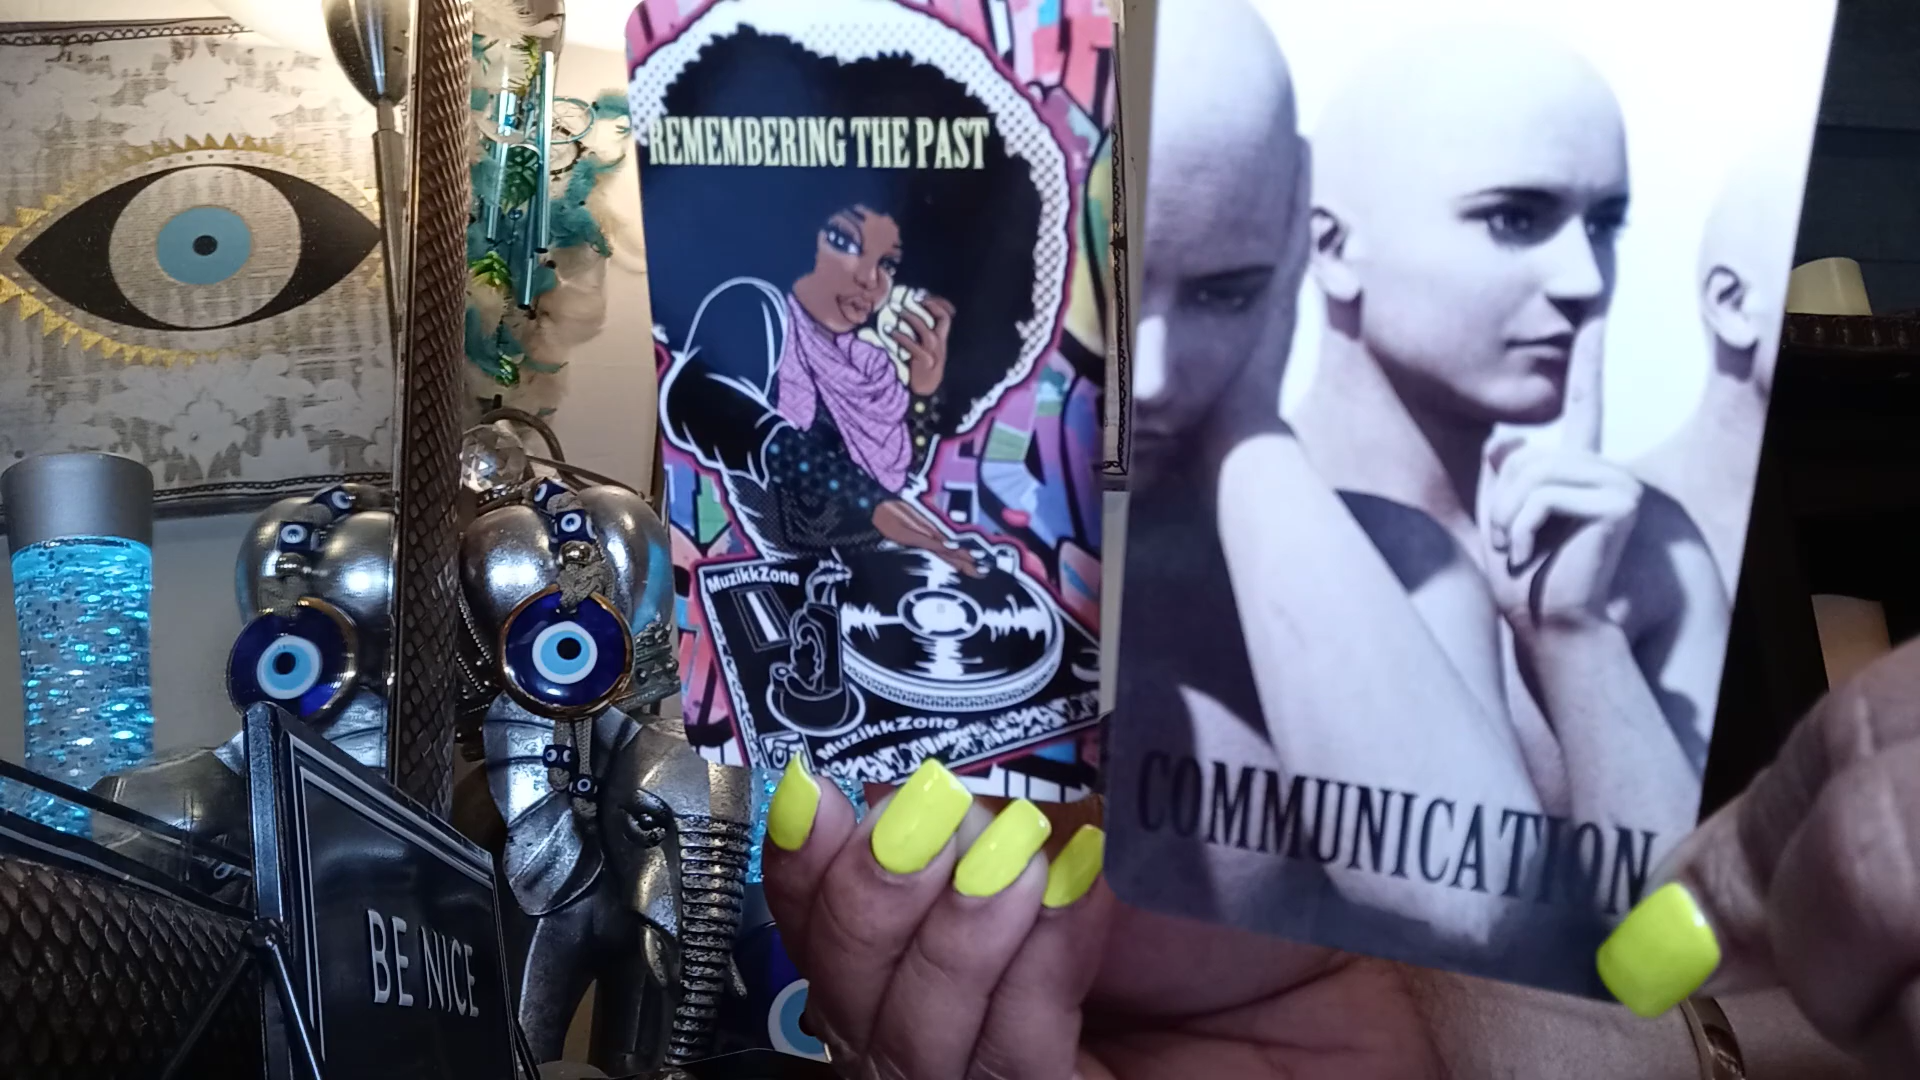 REMEMBERING THE PAST
MuzikkZone
MuzikkZone
COMMUNICATION
BE NICE